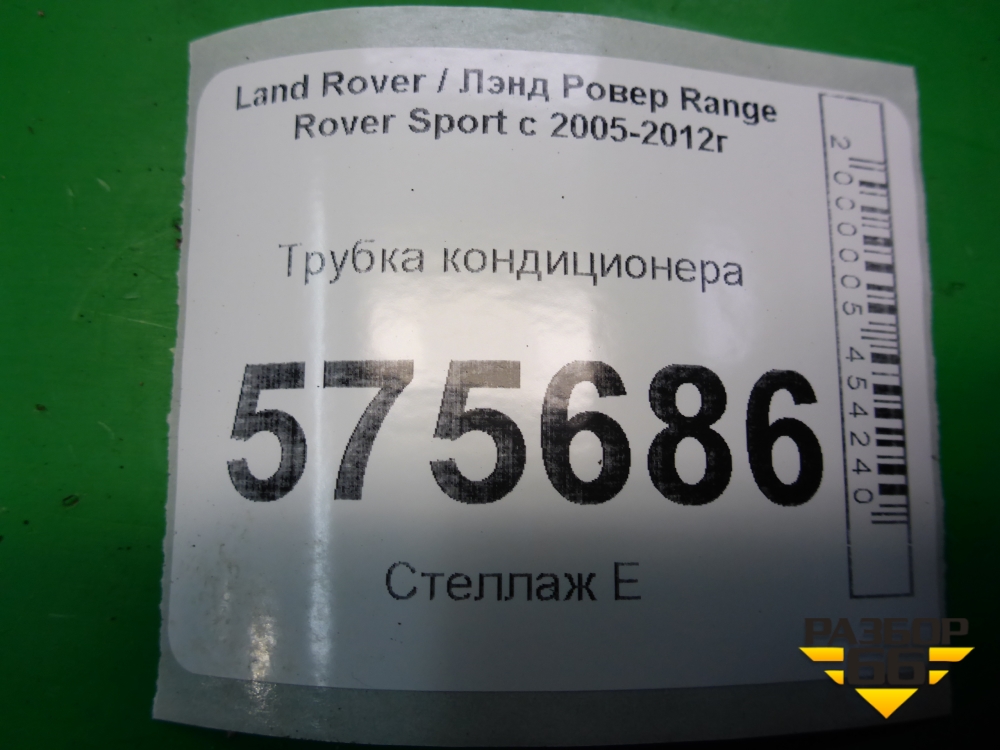 Land Rover / Лэнд Ровер Range
Rover Sport с 2005-2012г
Трубка кондиционера
575686
Стеллаж Е
2000005454240
РАЗБОР
66